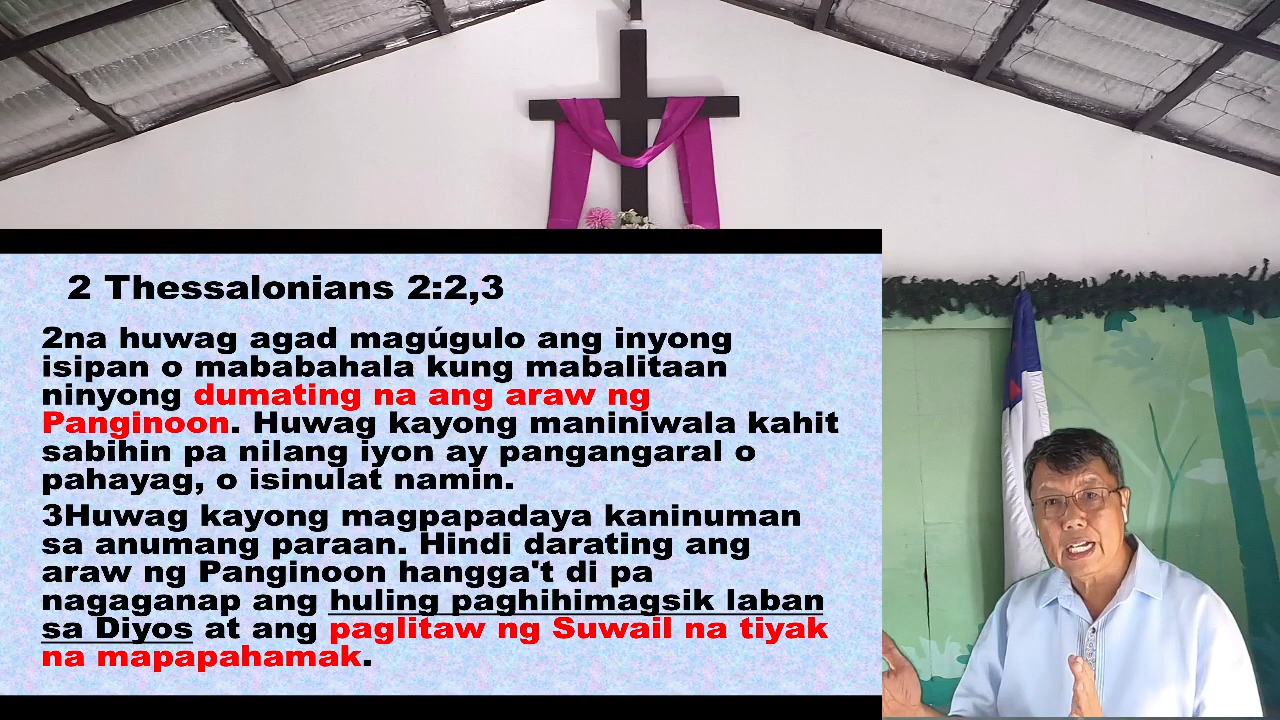 2 Thessalonians 2:2,3
2na huwag agad magúgulo ang inyong
isipan o mababahala kung mabalitaan
ninyong dumating na ang araw ng
Panginoon. Huwag kayong maniniwala kahit
sabihin pa nilang iyon ay pangangaral o
pahayag, o isinulat namin.
3Huwag kayong magpapadaya kaninuman
sa anumang paraan. Hindi darating ang
araw ng Panginoon hangga't di pa
nagaganap ang huling paghihimagsik laban
sa Diyos at ang paglitaw ng Suwail na tiyak
na mapapahamak.